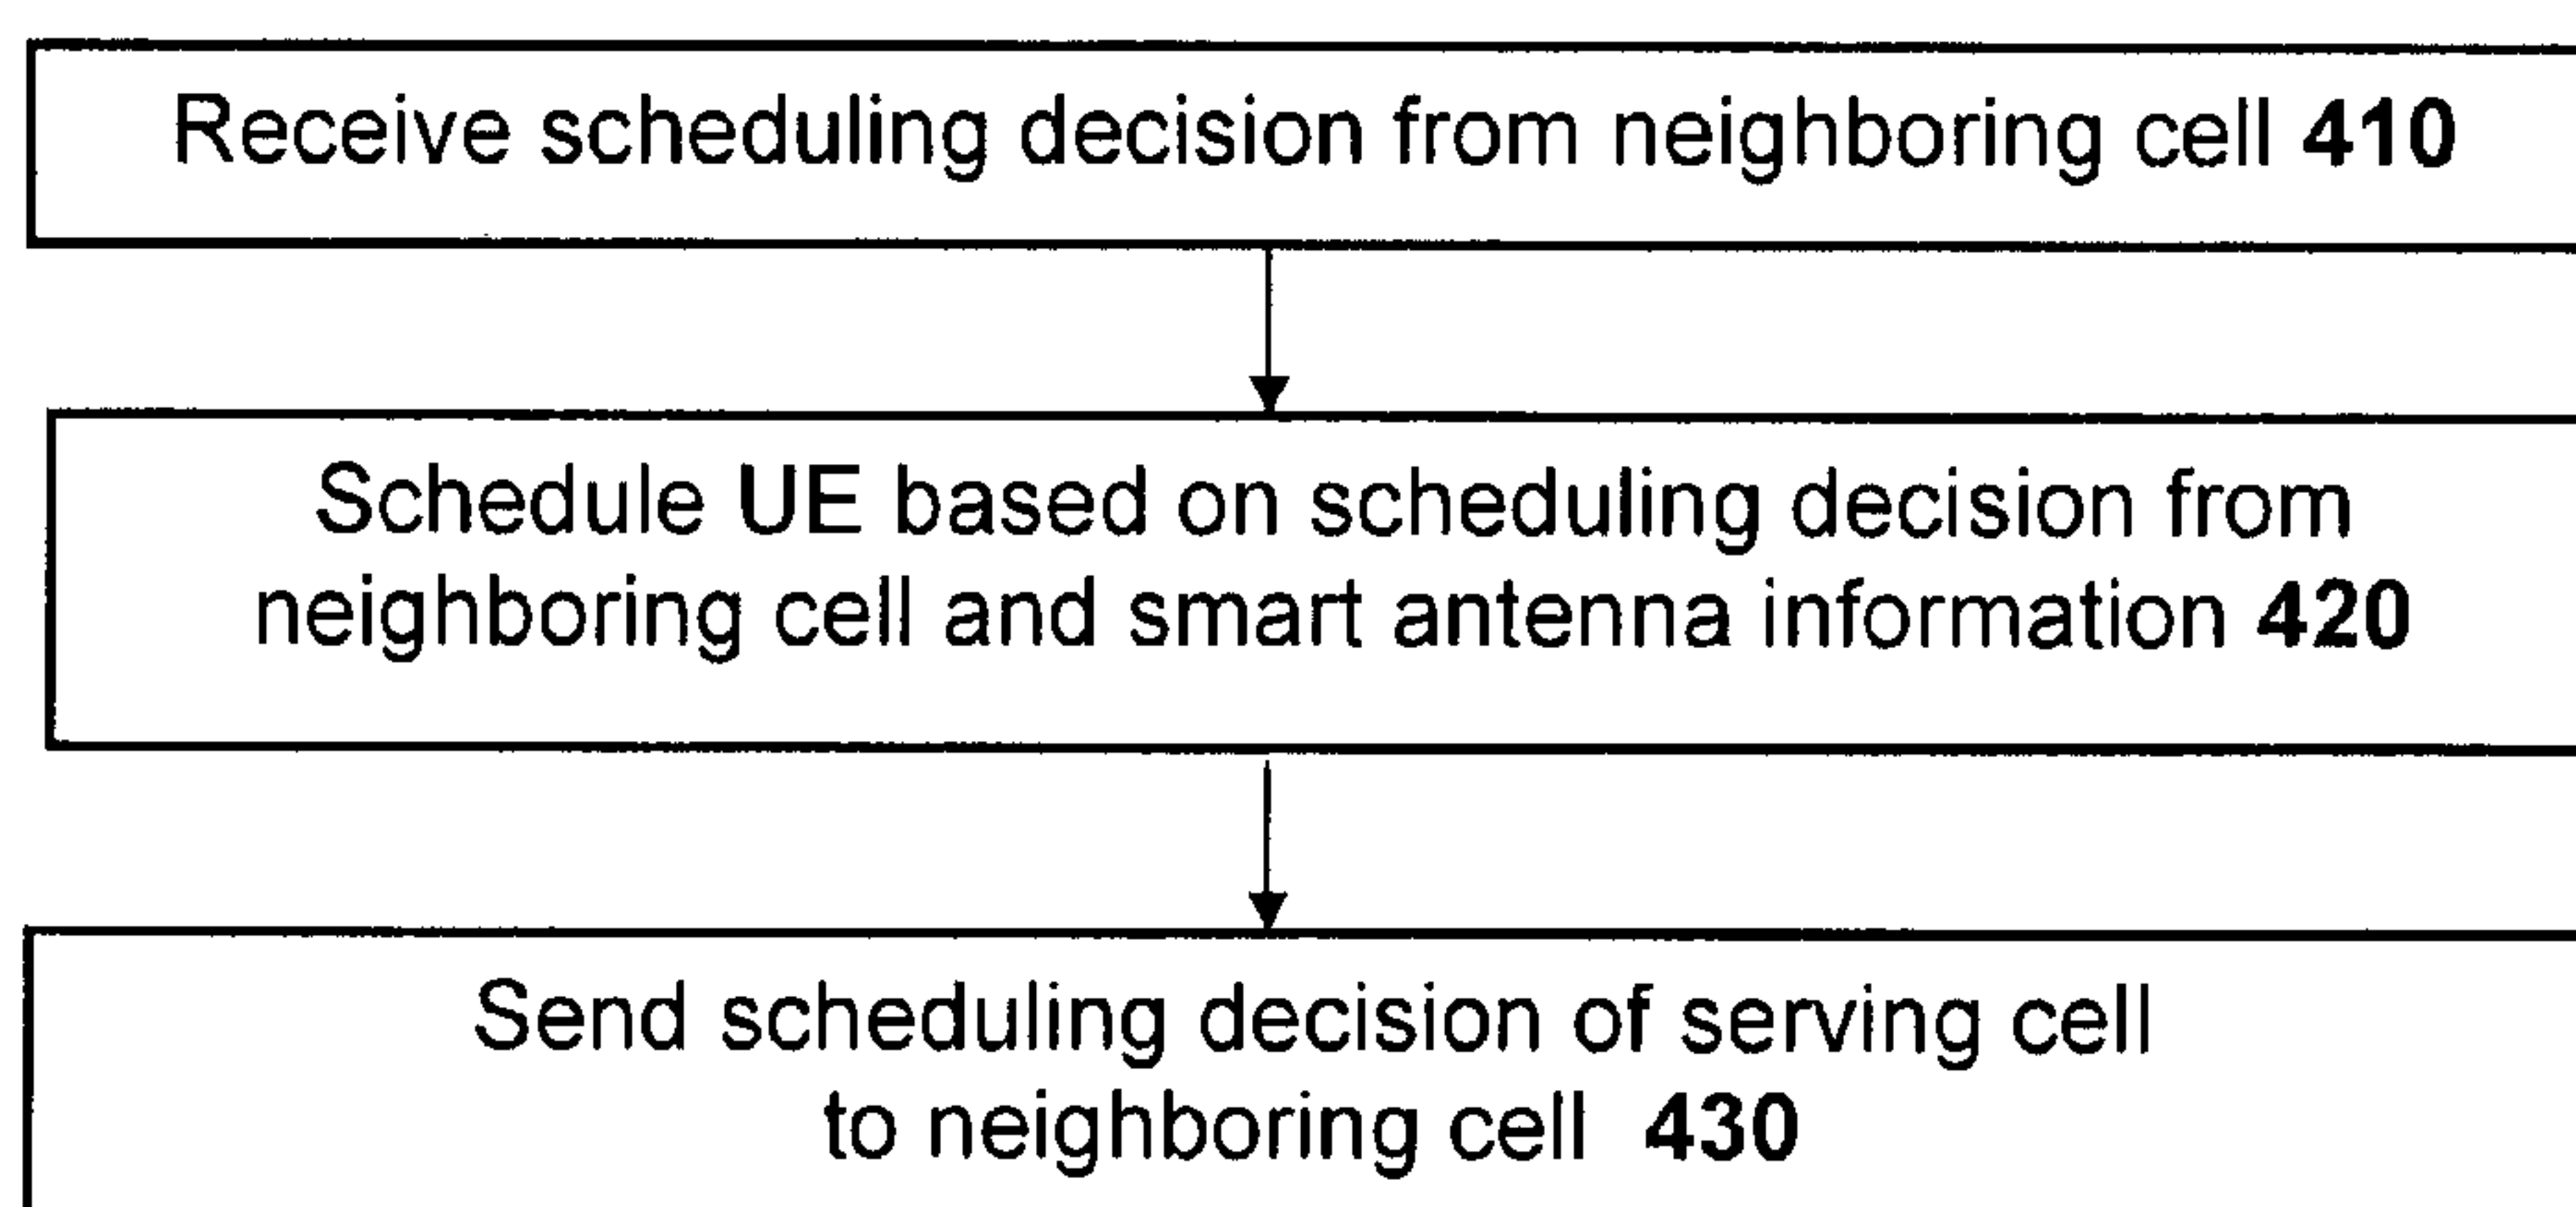 Receive scheduling decision from neighboring cell 410
Schedule UE based on scheduling decision from
neighboring cell and smart antenna information 420
Send scheduling decision of serving cell
to neighboring cell 430